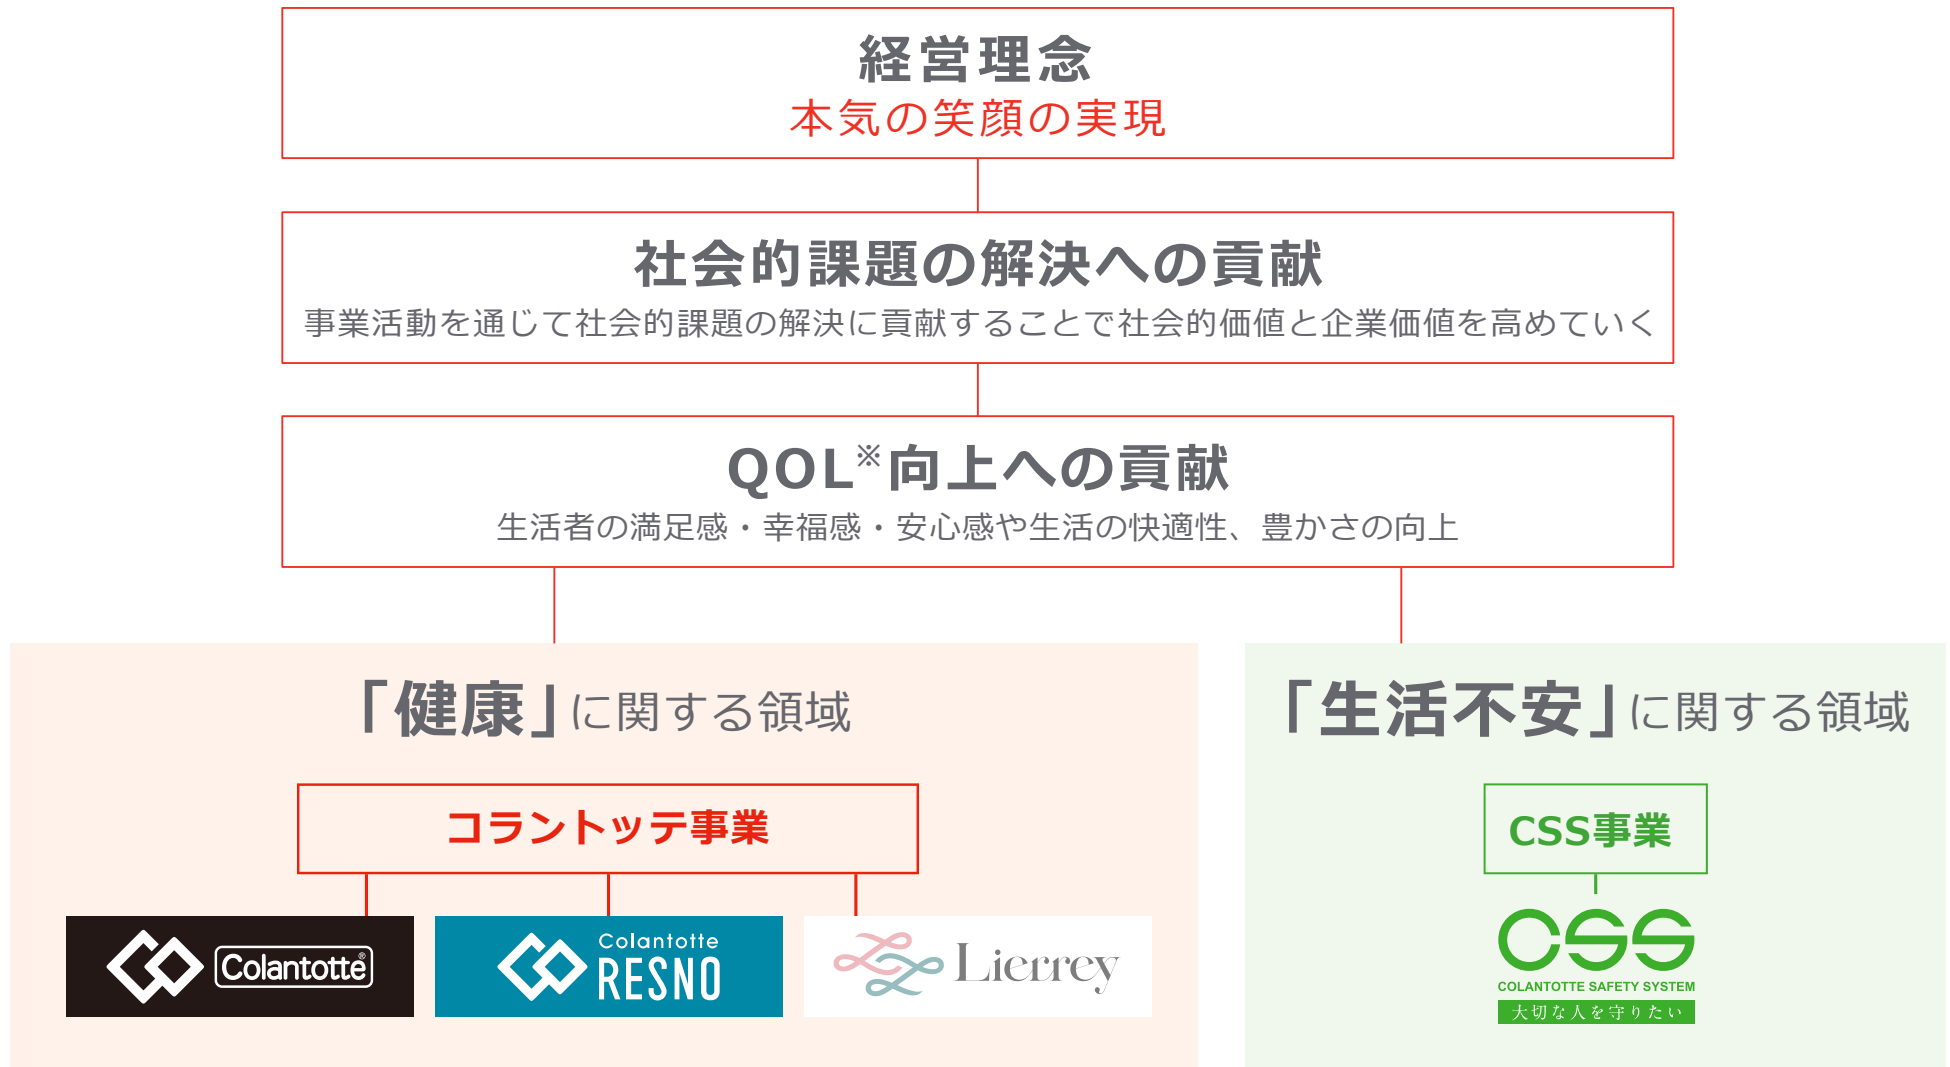 経営理念
本気の笑顔の実現
社会的課題の解決への貢献
事業活動を通じて社会的課題の解決に貢献することで社会的価値と企業価値を高めていく
QOL※向上への貢献
生活者の満足感・幸福感・安心感や生活の快適性、豊かさの向上
「健康」に関する領域
コラントッテ事業
Colantotte®
Colantotte
RESNO
Lierrey
「生活不安」に関する領域
CSS事業
CSS
COLANTOTTE SAFETY SYSTEM
大切な人を守りたい